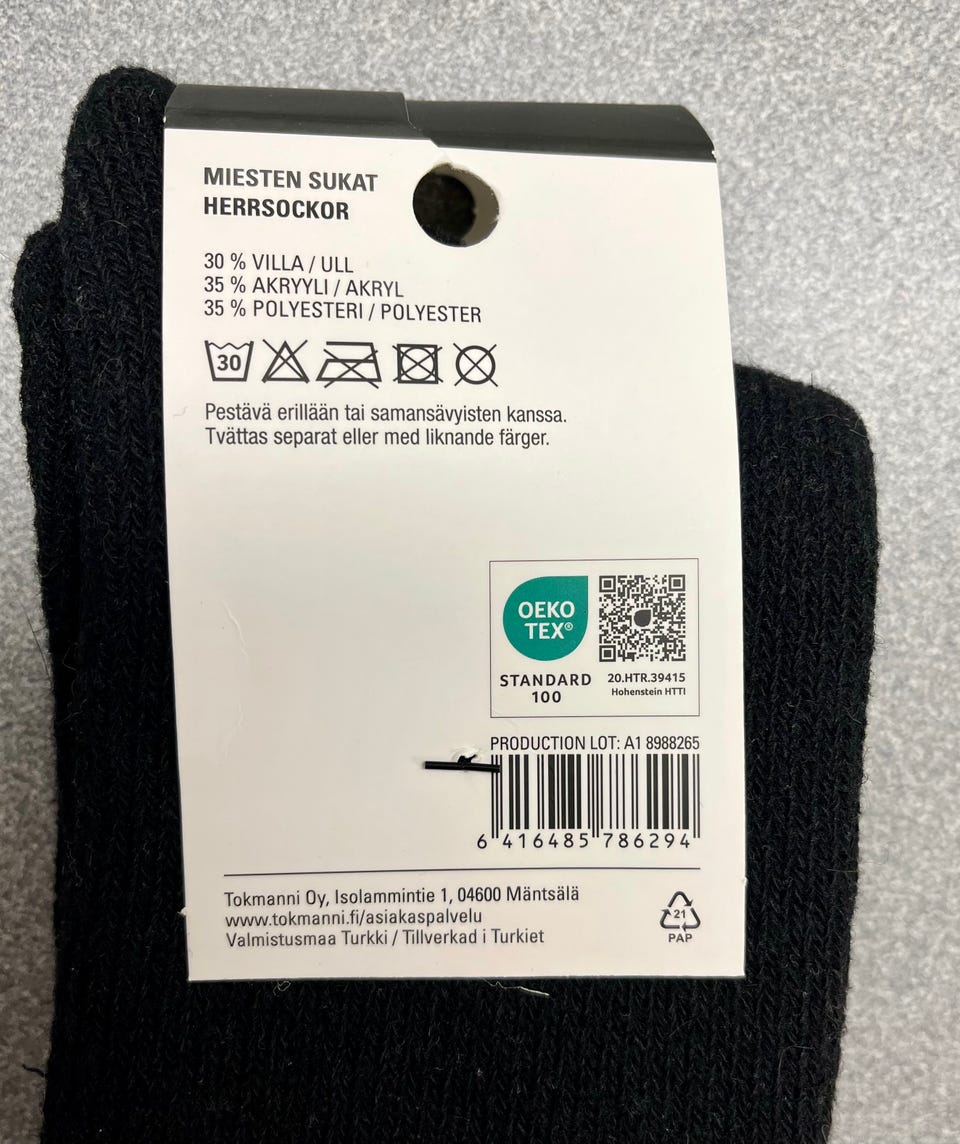 MIESTEN SUKAT
HERRSOCKOR
30 % VILLA / ULL
35 % AKRYYLI / AKRYL
35 % POLYESTERI / POLYESTER
30
Pestävä erillään tai samansävyisten kanssa.
Tvättas separat eller med liknande färger.
OEKO
TEX®
STANDARD
100
20.HTR.39415
Hohenstein HTTI
PRODUCTION LOT: A1 8988265
6 416485 786294
Tokmanni Oy, Isolammintie 1, 04600 Mäntsälä
www.tokmanni.fi/asiakaspalvelu
Valmistusmaa Turkki / Tillverkad i Turkiet
21
PAP